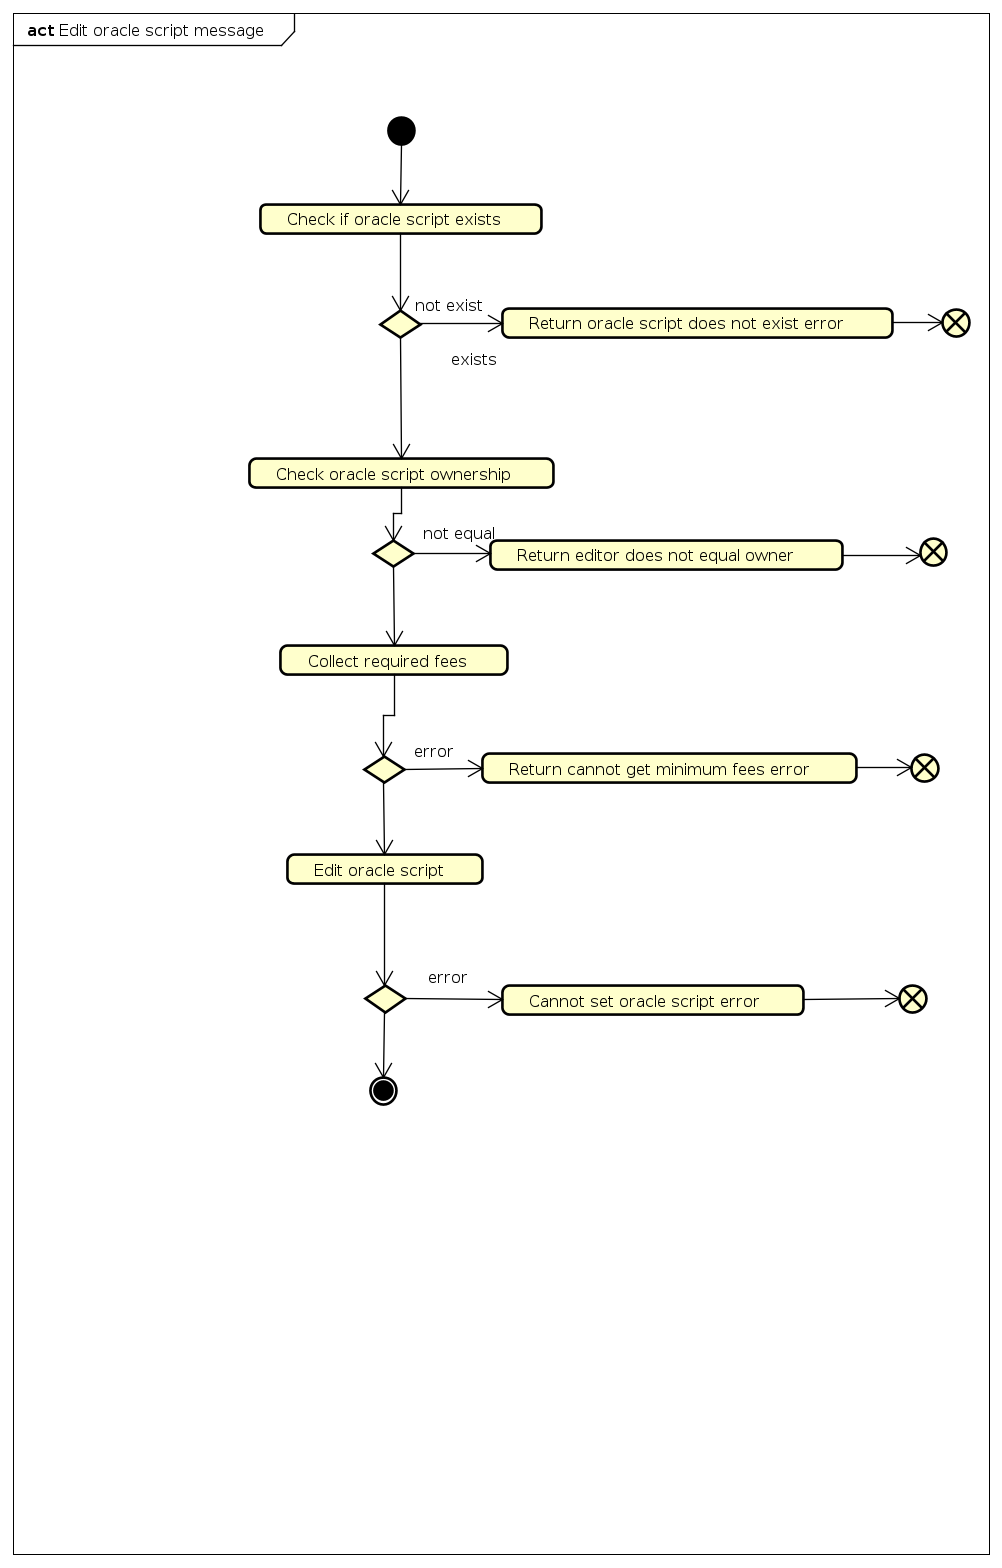 act Edit oracle script message
Check if oracle script exists
not exist
Return oracle script does not exist error
exists
Check oracle script ownership
not equal
Return editor does not equal owner
Collect required fees
error
Return cannot get minimum fees error
Edit oracle script
error
Cannot set oracle script error